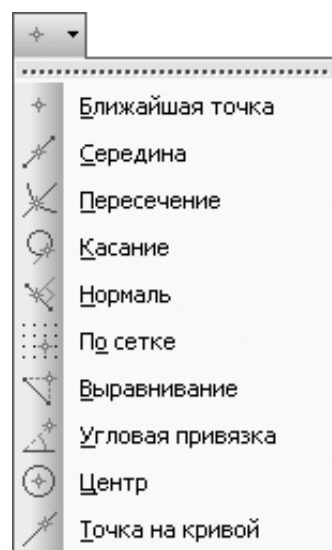 Ближайшая точка
Середина
Пересечение
Касание
Нормаль
По сетке
Выравнивание
Угловая привязка
Центр
Точка на кривой